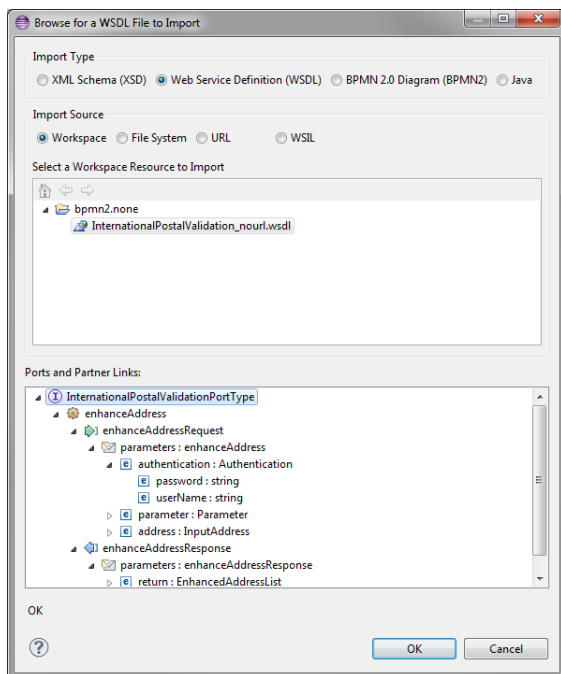 Browse for a WSDL File to Import
Import Type
XML Schema (XSD) Web Service Definition (WSDL) BPMN 2.0 Diagram (BPMN2) Java
Import Source
Workspace File System URL WSIL
Select a Workspace Resource to Import
bpmn2.none
InternationalPostalValidation_nourl.wsdl
Ports and Partner Links:
I InternationalPostalValidationPortType
enhanceAddress
enhanceAddressRequest
parameters : enhanceAddress
e authentication : Authentication
e password : string
e userName : string
e parameter : Parameter
e address : InputAddress
enhanceAddressResponse
parameters : enhanceAddressResponse
e return : EnhancedAddressList
OK
? OK Cancel